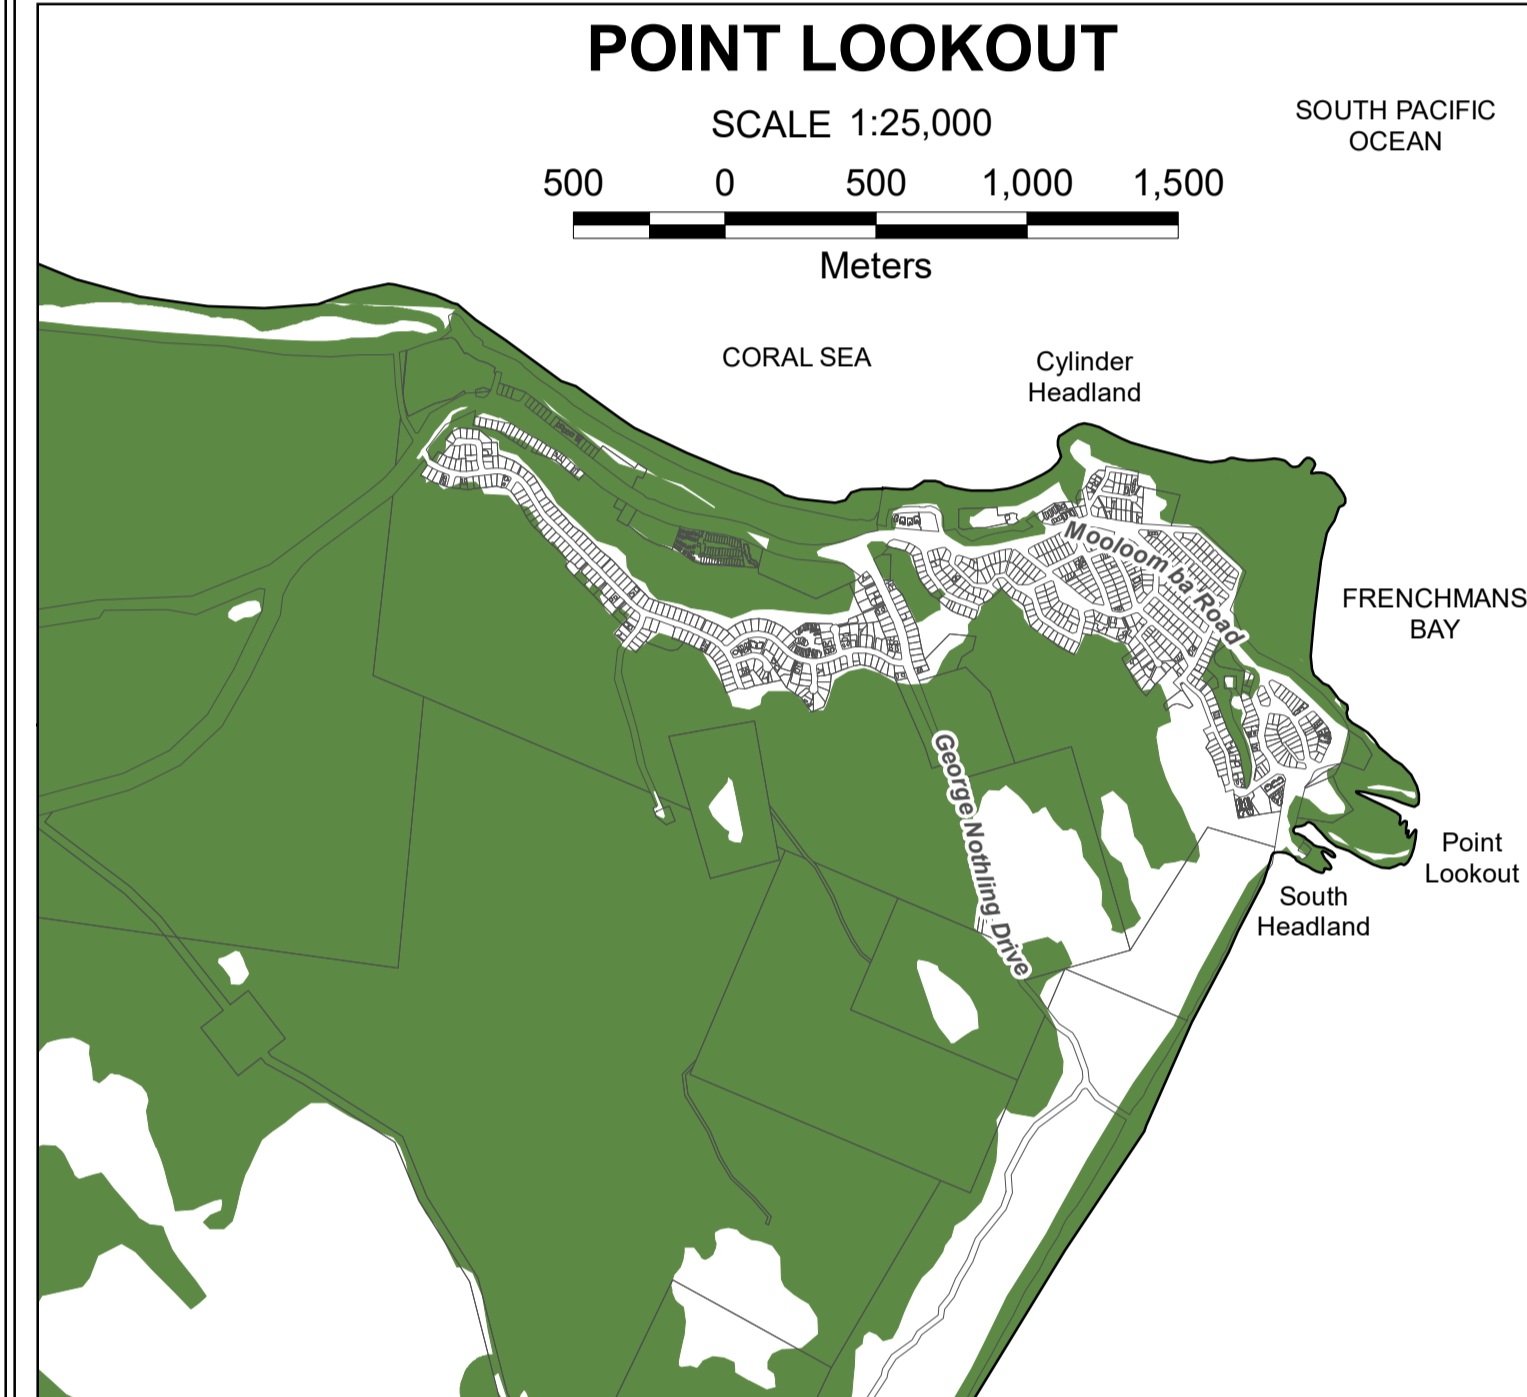 POINT LOOKOUT
SCALE 1:25,000
SOUTH PACIFIC
OCEAN
500 0 500 1,000 1,500
Meters
CORAL SEA
Cylinder
Headland
Mooloom ba Road
FRENCHMANS
BAY
George Nothling Drive
Point
Lookout
South
Headland